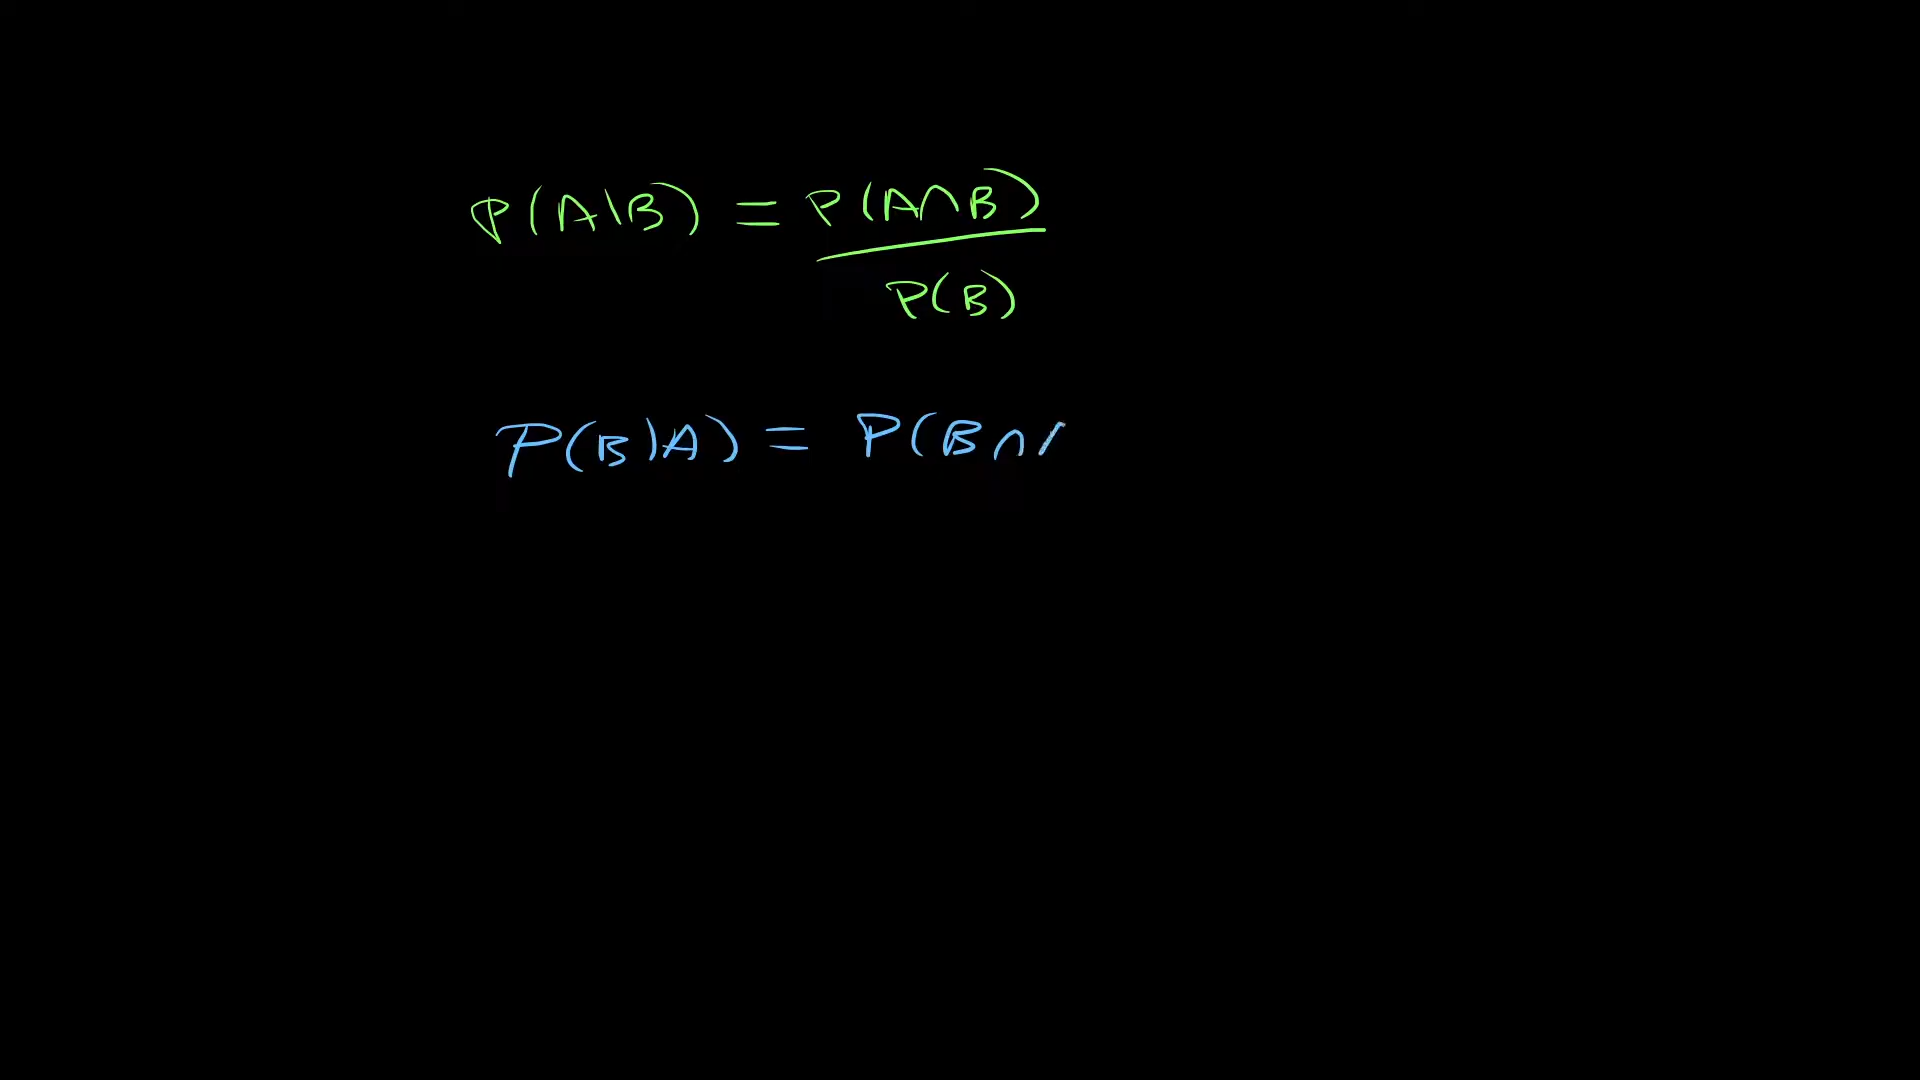 P(A|B) = P(A∩B)
P(B)
P(B|A) = P(B∩